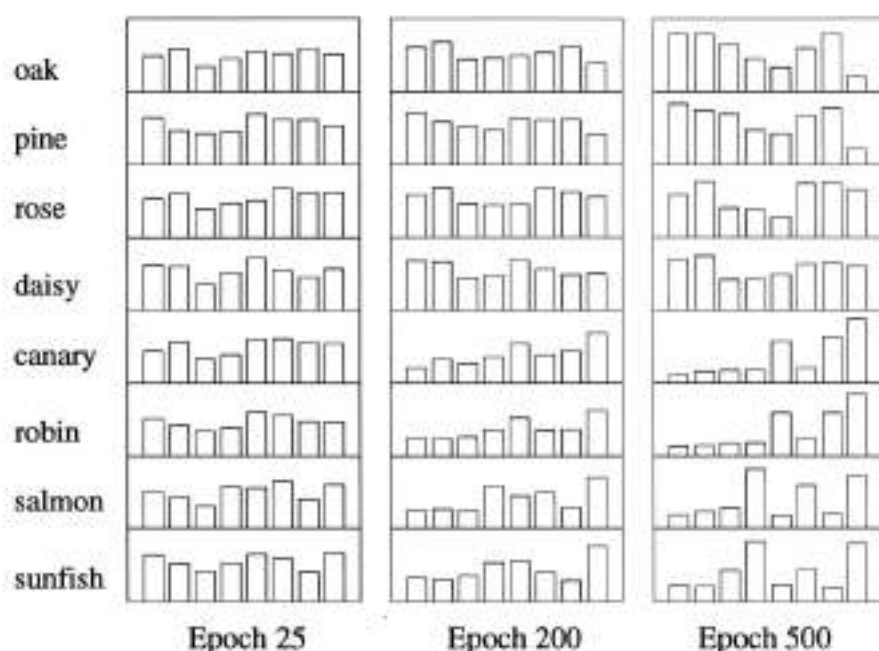 oak
pine
rose
daisy
canary
robin
salmon
sunfish
Epoch 25 Epoch 200 Epoch 500